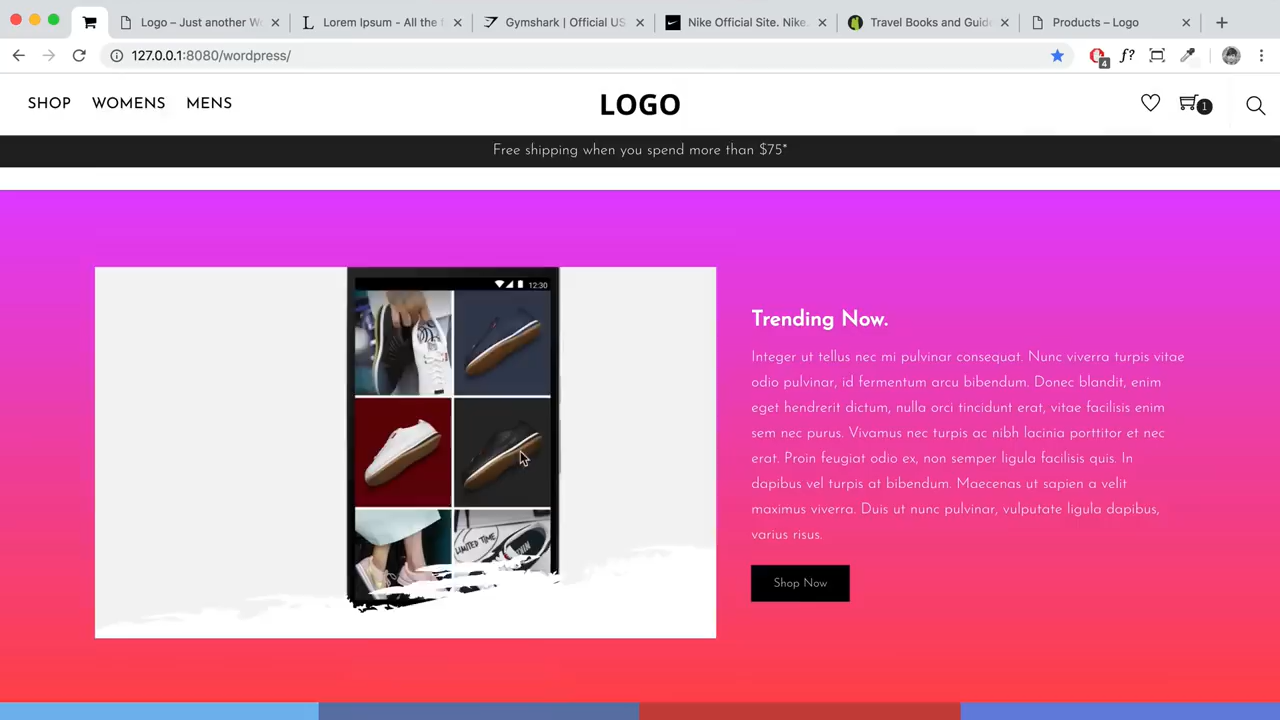 Logo – Just another Wo
Lorem Ipsum - All the f
Gymshark | Official US
Nike Official Site. Nike.
Travel Books and Guide
Products – Logo
127.0.0.1:8080/wordpress/
4
f?
SHOP WOMENS MENS
LOGO
1
Free shipping when you spend more than $75*
12:30
LIMITED TIME
Trending Now.
Integer ut tellus nec mi pulvinar consequat. Nunc viverra turpis vitae
odio pulvinar, id fermentum arcu bibendum. Donec blandit, enim
eget hendrerit dictum, nulla orci tincidunt erat, vitae facilisis enim
sem nec purus. Vivamus nec turpis ac nibh lacinia porttitor et nec
erat. Proin feugiat odio ex, non semper ligula facilisis quis. In
dapibus vel turpis at bibendum. Maecenas ut sapien a velit
maximus viverra. Duis ut nunc pulvinar, vulputate ligula dapibus,
varius risus.
Shop Now